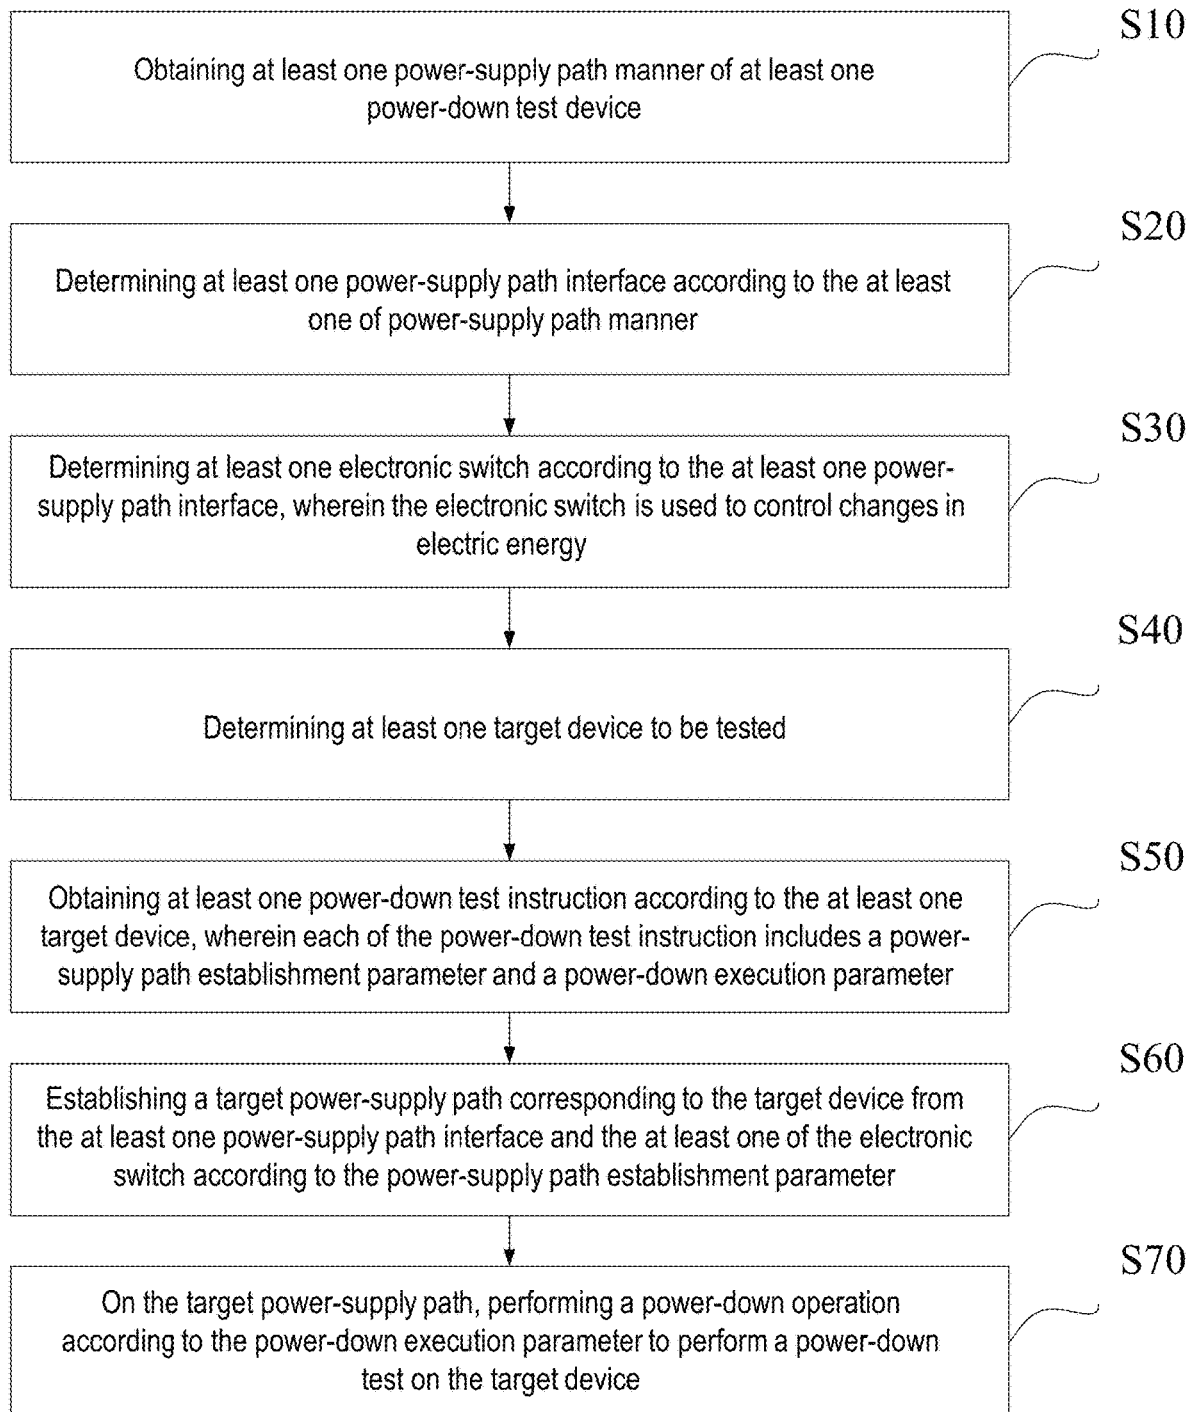 S10
Obtaining at least one power-supply path manner of at least one
power-down test device
S20
Determining at least one power-supply path interface according to the at least
one of power-supply path manner
S30
Determining at least one electronic switch according to the at least one power-
supply path interface, wherein the electronic switch is used to control changes in
electric energy
S40
Determining at least one target device to be tested
S50
Obtaining at least one power-down test instruction according to the at least one
target device, wherein each of the power-down test instruction includes a power-
supply path establishment parameter and a power-down execution parameter
S60
Establishing a target power-supply path corresponding to the target device from
the at least one power-supply path interface and the at least one of the electronic
switch according to the power-supply path establishment parameter
S70
On the target power-supply path, performing a power-down operation
according to the power-down execution parameter to perform a power-down
test on the target device